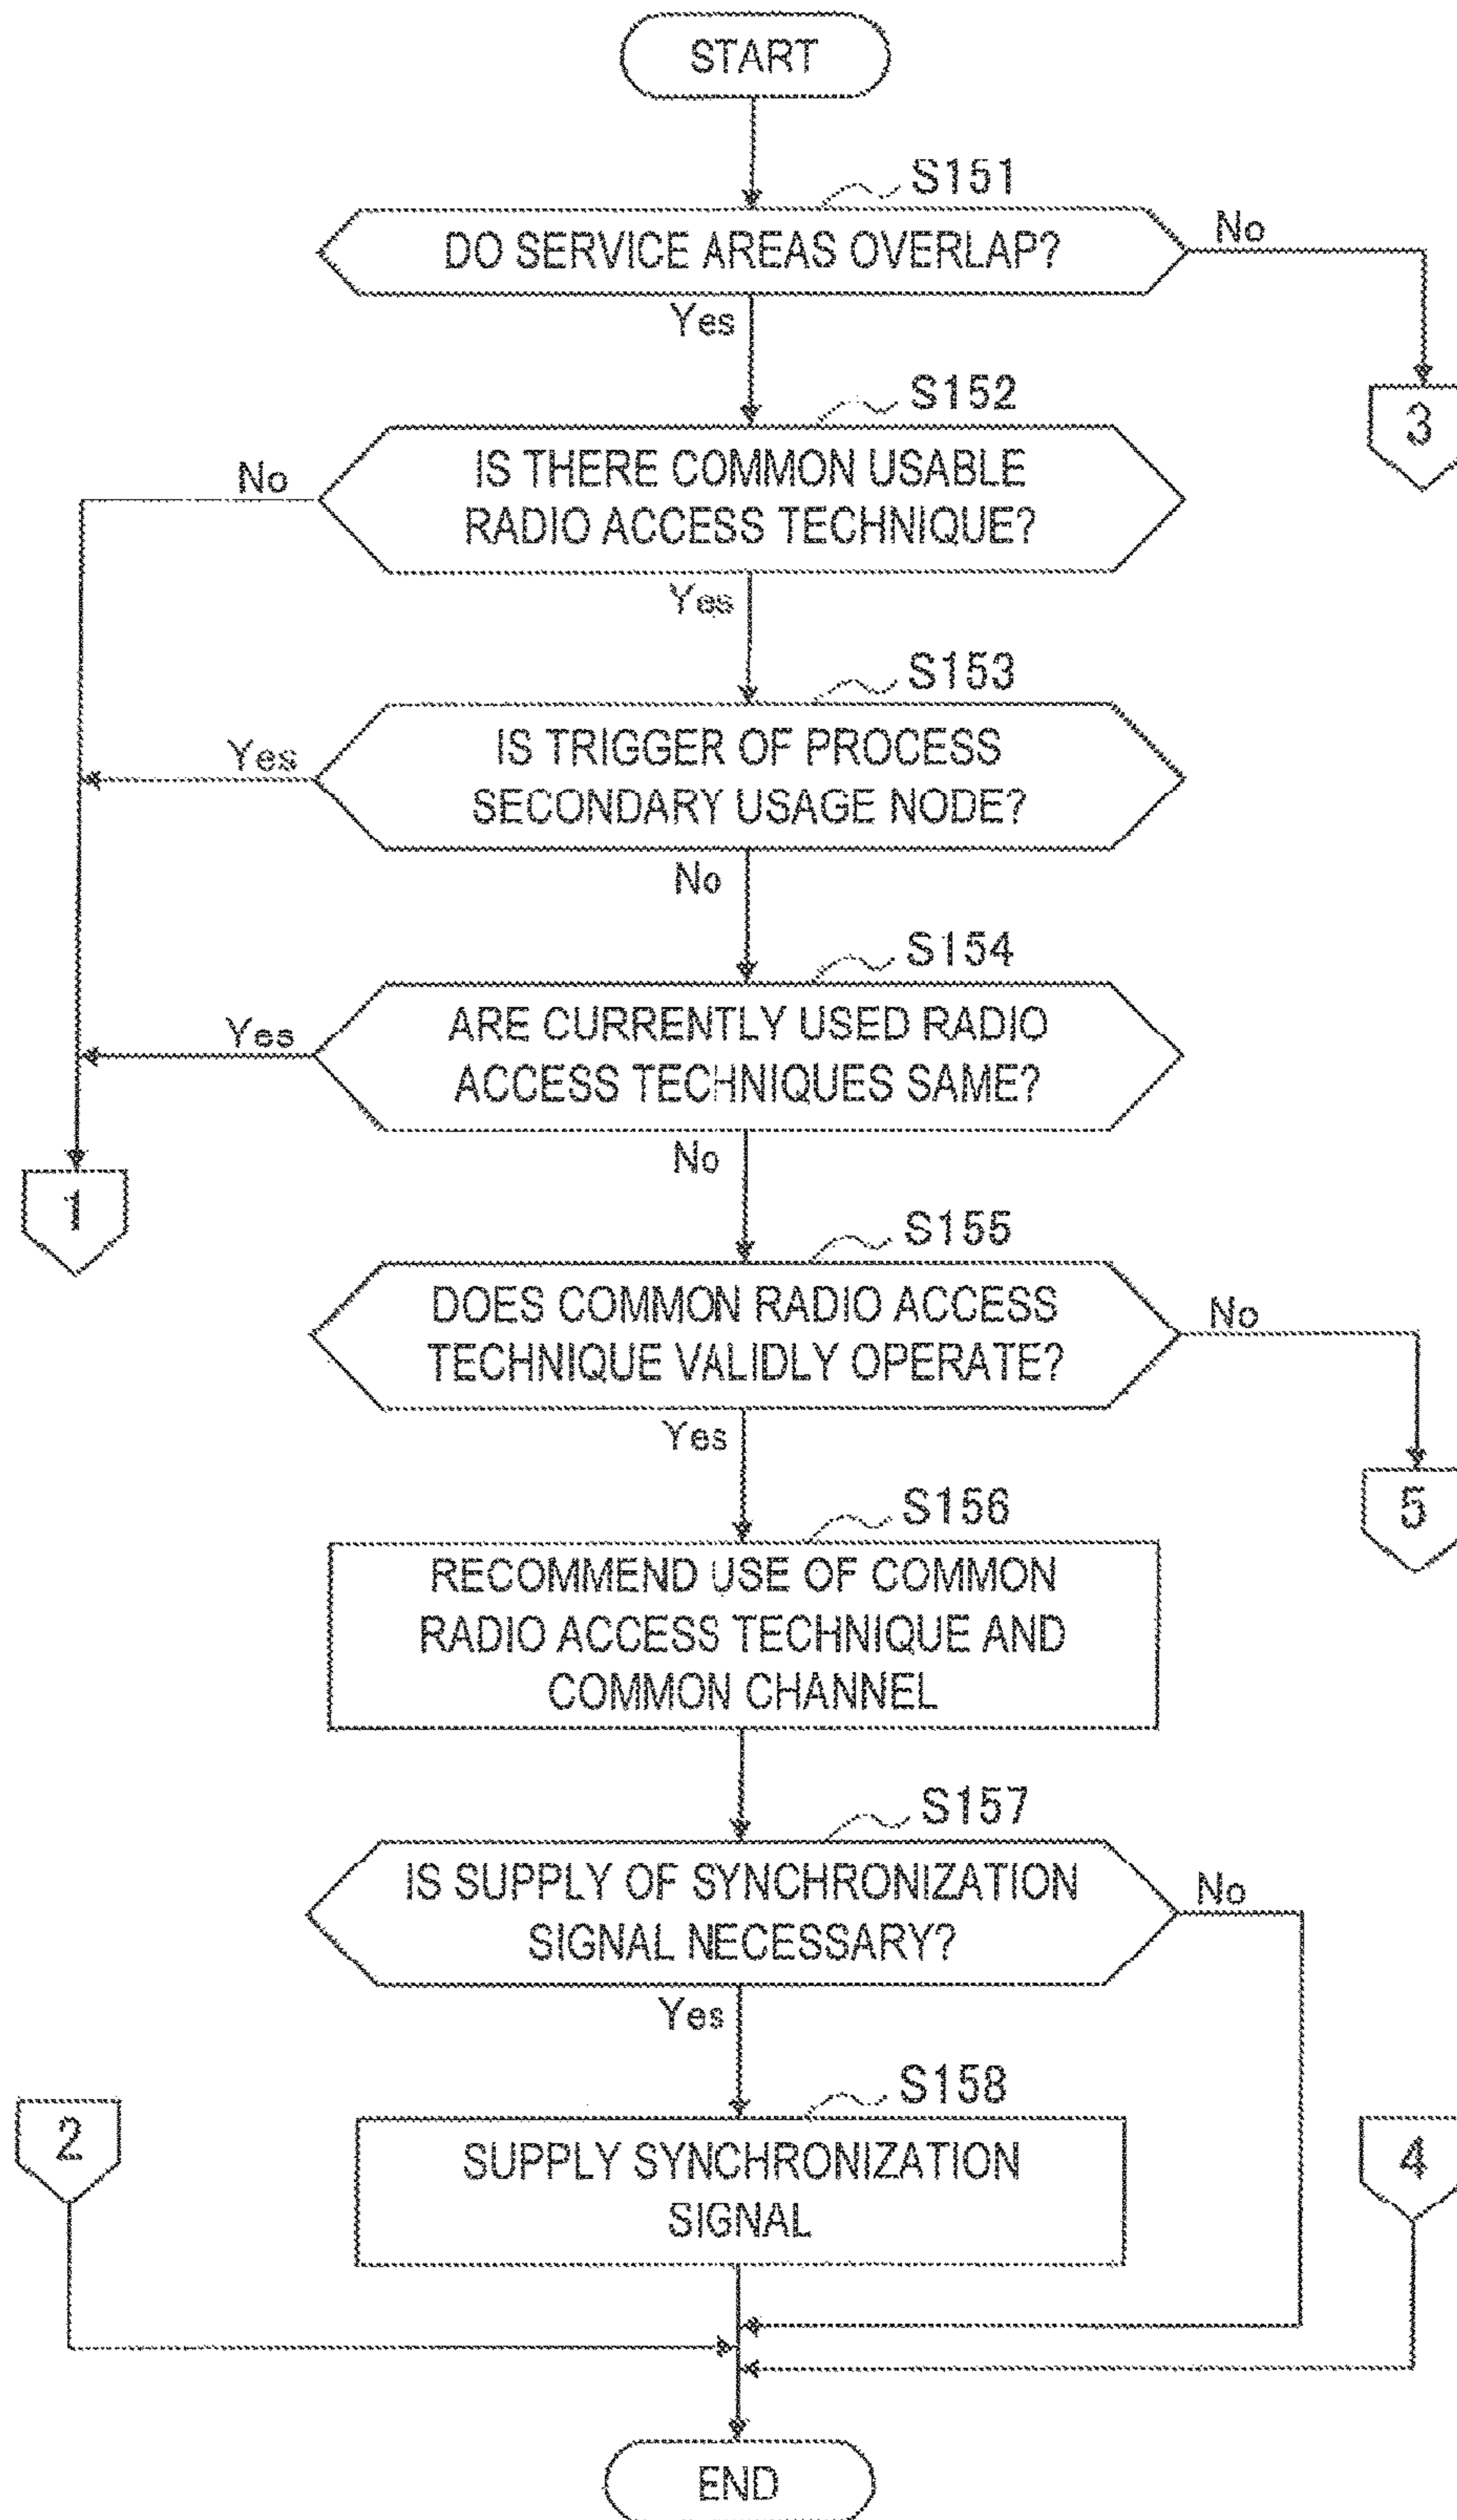 START
S151
DO SERVICE AREAS OVERLAP?
No
Yes
3
S152
IS THERE COMMON USABLE
RADIO ACCESS TECHNIQUE?
No
Yes
S153
IS TRIGGER OF PROCESS
SECONDARY USAGE NODE?
Yes
No
S154
ARE CURRENTLY USED RADIO
ACCESS TECHNIQUES SAME?
Yes
No
1
S155
DOES COMMON RADIO ACCESS
TECHNIQUE VALIDLY OPERATE?
No
Yes
5
S156
RECOMMEND USE OF COMMON
RADIO ACCESS TECHNIQUE AND
COMMON CHANNEL
S157
IS SUPPLY OF SYNCHRONIZATION
SIGNAL NECESSARY?
No
Yes
2
S158
SUPPLY SYNCHRONIZATION
SIGNAL
4
END